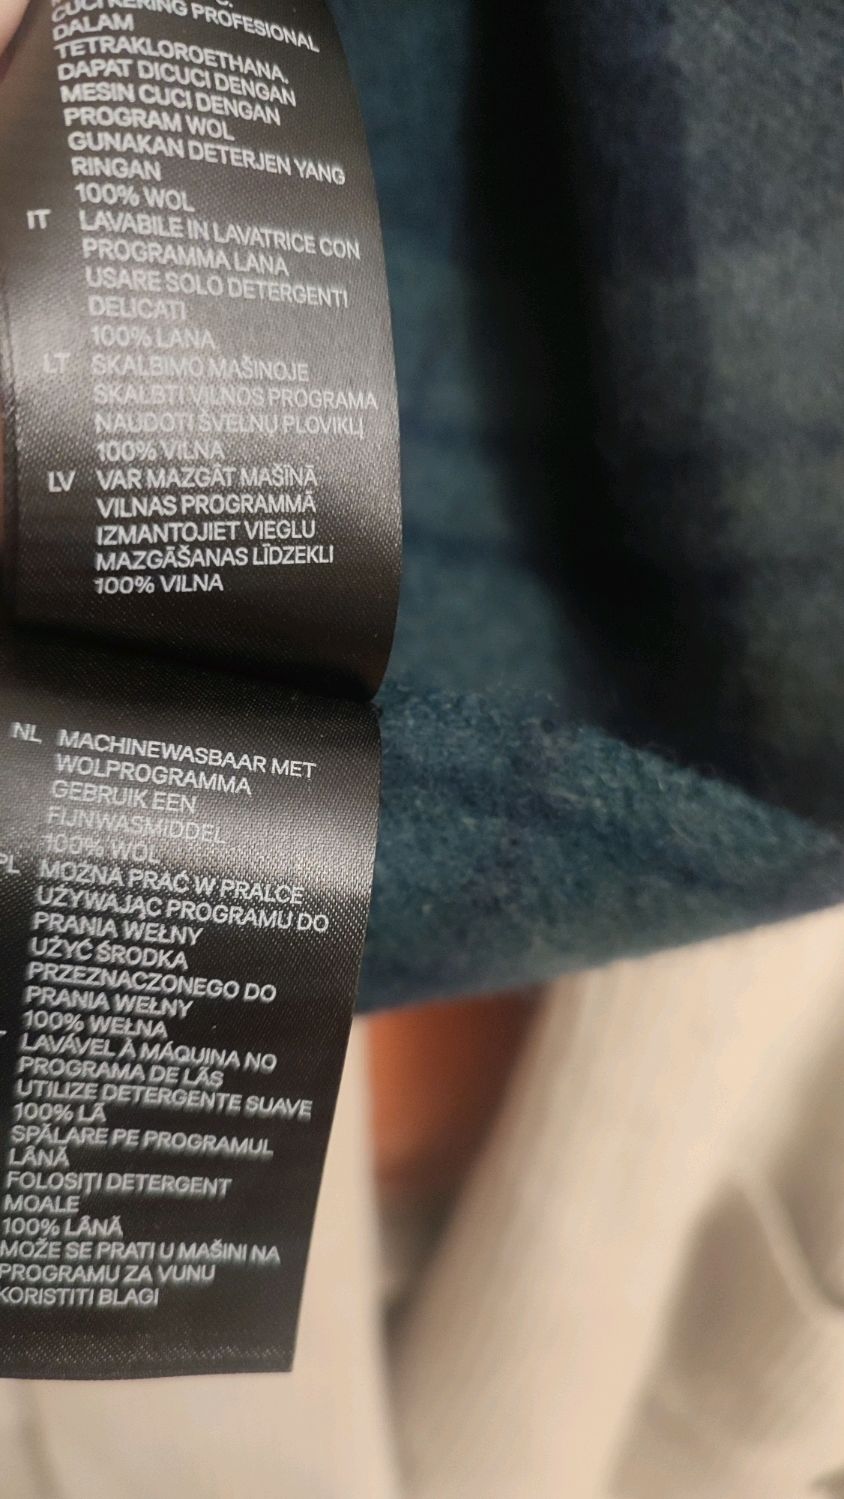 CUCI KERING PROFESIONAL
DALAM
TETRAKLOROETHANA.
DAPAT DICUCI DENGAN
MESIN CUCI DENGAN
PROGRAM WOL
GUNAKAN DETERJEN YANG
RINGAN
100% WOL
IT LAVABILE IN LAVATRICE CON
PROGRAMMA LANA
USARE SOLO DETERGENTI
DELICATI
100% LANA
LT SKALBIMO MAŠINOJE
SKALBTI VILNOS PROGRAMA
NAUDOTI ŠVELNŲ PLOVIKLĮ
100% VILNA
LV VAR MAZGĀT MAŠĪNĀ
VILNAS PROGRAMMĀ
IZMANTOJIET VIEGLU
MAZGĀŠANAS LĪDZEKLI
100% VILNA
NL MACHINEWASBAAR MET
WOLPROGRAMMA
GEBRUIK EEN
FIJNWASMIDDEL
100% WOL
PL MOŻNA PRAĆ W PRALCE
UŻYWAJĄC PROGRAMU DO
PRANIA WEŁNY
UŻYĆ ŚRODKA
PRZEZNACZONEGO DO
PRANIA WEŁNY
100% WEŁNA
LAVÁVEL À MÁQUINA NO
PROGRAMA DE LÃS
UTILIZE DETERGENTE SUAVE
100% LÃ
SPĂLARE PE PROGRAMUL
LÂNĂ
FOLOSIȚI DETERGENT
MOALE
100% LÂNĂ
MOŽE SE PRATI U MAŠINI NA
PROGRAMU ZA VUNU
KORISTITI BLAGI